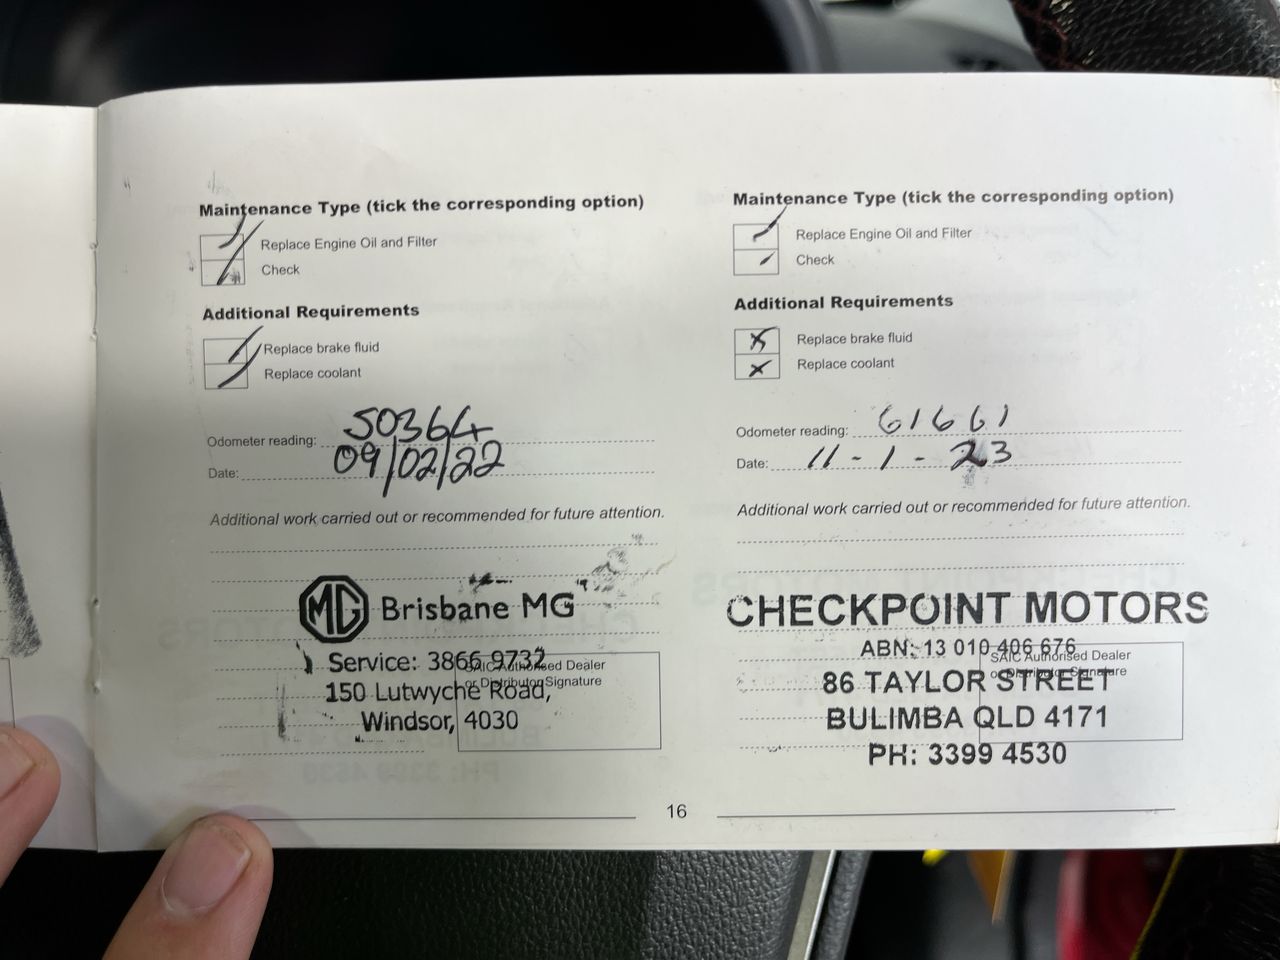 Maintenance Type (tick the corresponding option)
Replace Engine Oil and Filter
Check
Additional Requirements
Replace brake fluid
Replace coolant
Odometer reading: 50364
Date: 09/02/22
Additional work carried out or recommended for future attention.
MG Brisbane MG
Service: 3866 9732
SAIC Authorised Dealer
or Distributor Signature
150 Lutwyche Road,
Windsor, 4030
Maintenance Type (tick the corresponding option)
Replace Engine Oil and Filter
Check
Additional Requirements
Replace brake fluid
Replace coolant
Odometer reading: 61661
Date: 11-1-23
Additional work carried out or recommended for future attention.
CHECKPOINT MOTORS
ABN: 13 010 406 676
SAIC Authorised Dealer
or Distributor Signature
86 TAYLOR STREET
BULIMBA QLD 4171
PH: 3399 4530
16